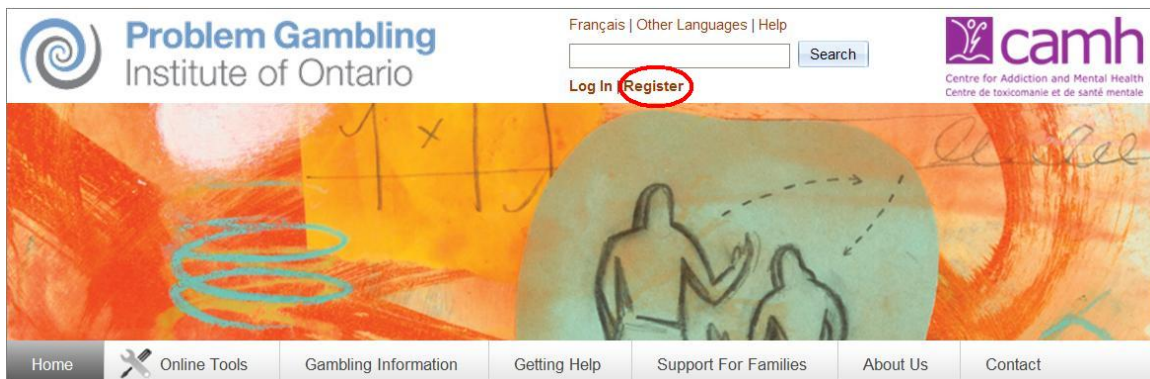 Problem Gambling
Institute of Ontario
Français | Other Languages | Help
Search
Log In | Register
camh
Centre for Addiction and Mental Health
Centre de toxicomanie et de santé mentale
Home
Online Tools
Gambling Information
Getting Help
Support For Families
About Us
Contact